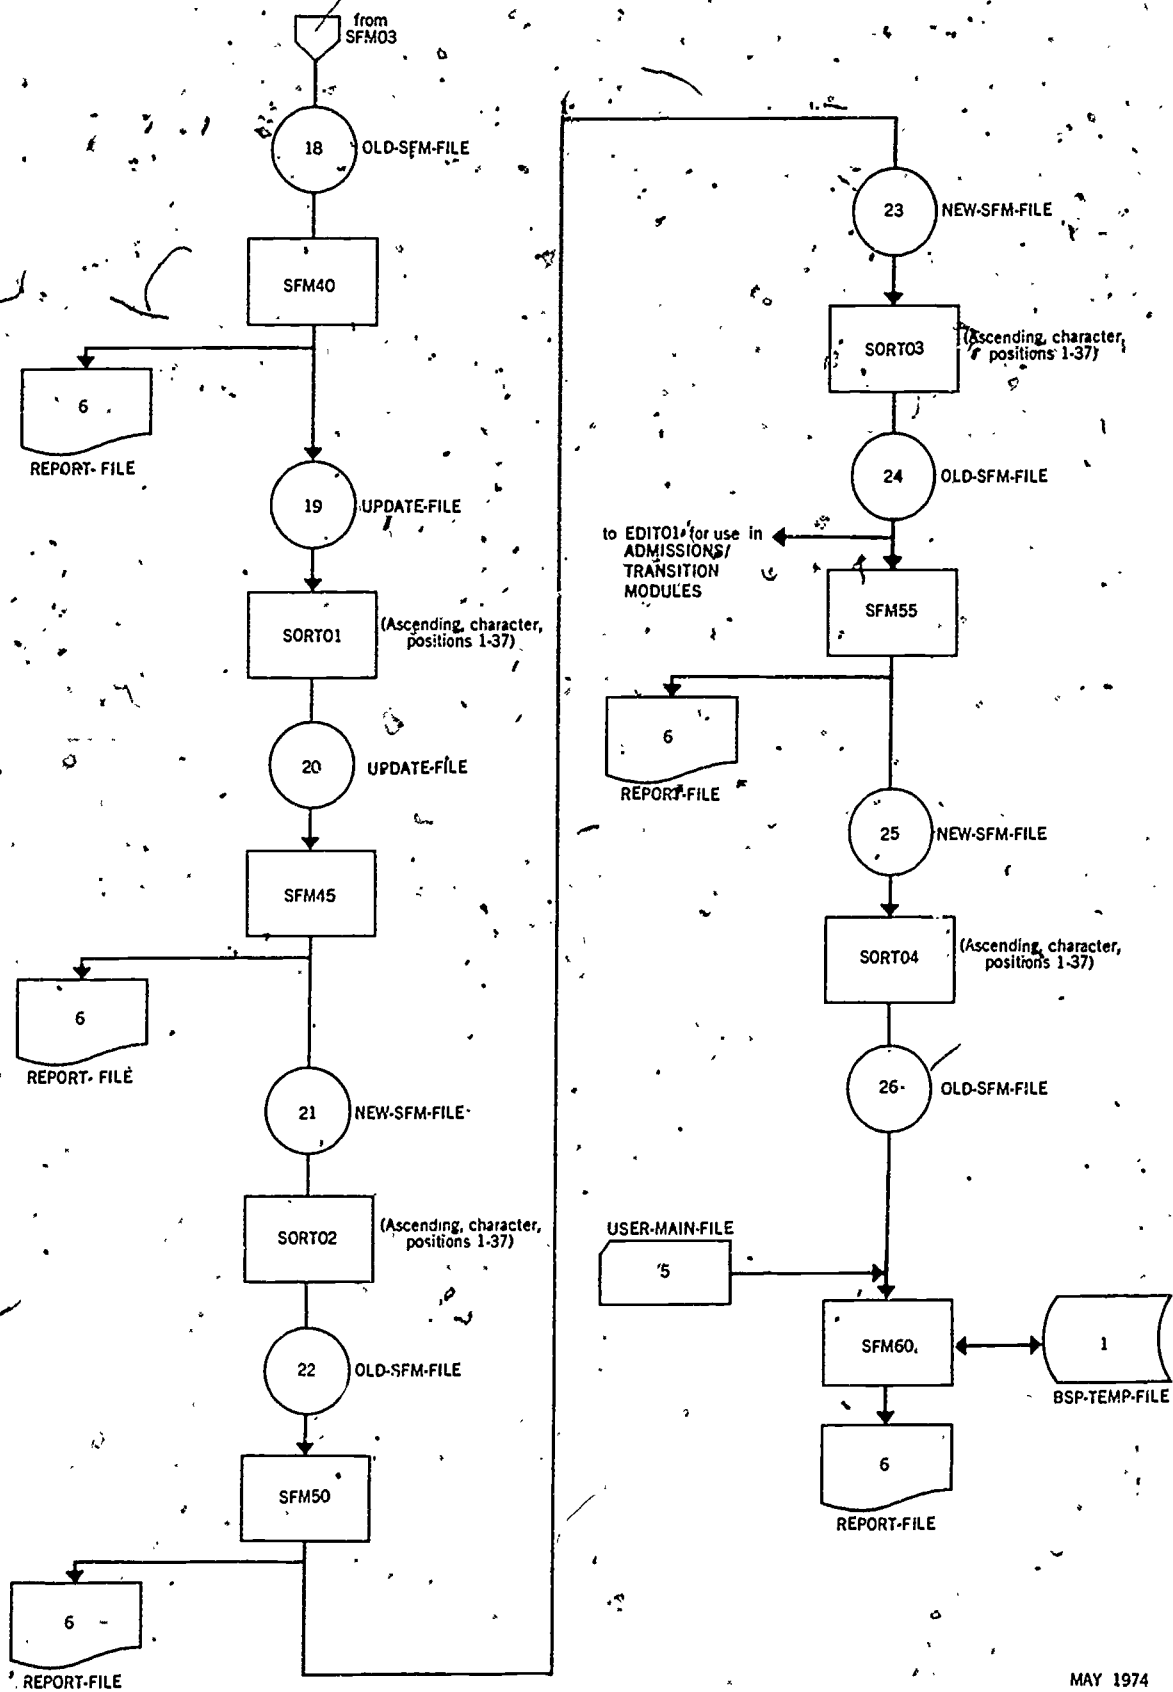 from
SFM03
18
OLD-SFM-FILE
SFM40
6
REPORT- FILE
19
UPDATE-FILE
SORT01
(Ascending, character,
positions 1-37)
20
UPDATE-FILE
SFM45
6
REPORT- FILE
21
NEW-SFM-FILE
SORT02
(Ascending, character,
positions 1-37)
22
OLD-SFM-FILE
SFM50
6
REPORT-FILE
23
NEW-SFM-FILE
SORT03
(Ascending, character,
positions 1-37)
24
OLD-SFM-FILE
to EDIT01 for use in
ADMISSIONS/
TRANSITION
MODULES
SFM55
6
REPORT-FILE
25
NEW-SFM-FILE
SORT04
(Ascending, character,
positions 1-37)
26
OLD-SFM-FILE
USER-MAIN-FILE
5
SFM60
1
BSP-TEMP-FILE
6
REPORT-FILE
MAY 1974